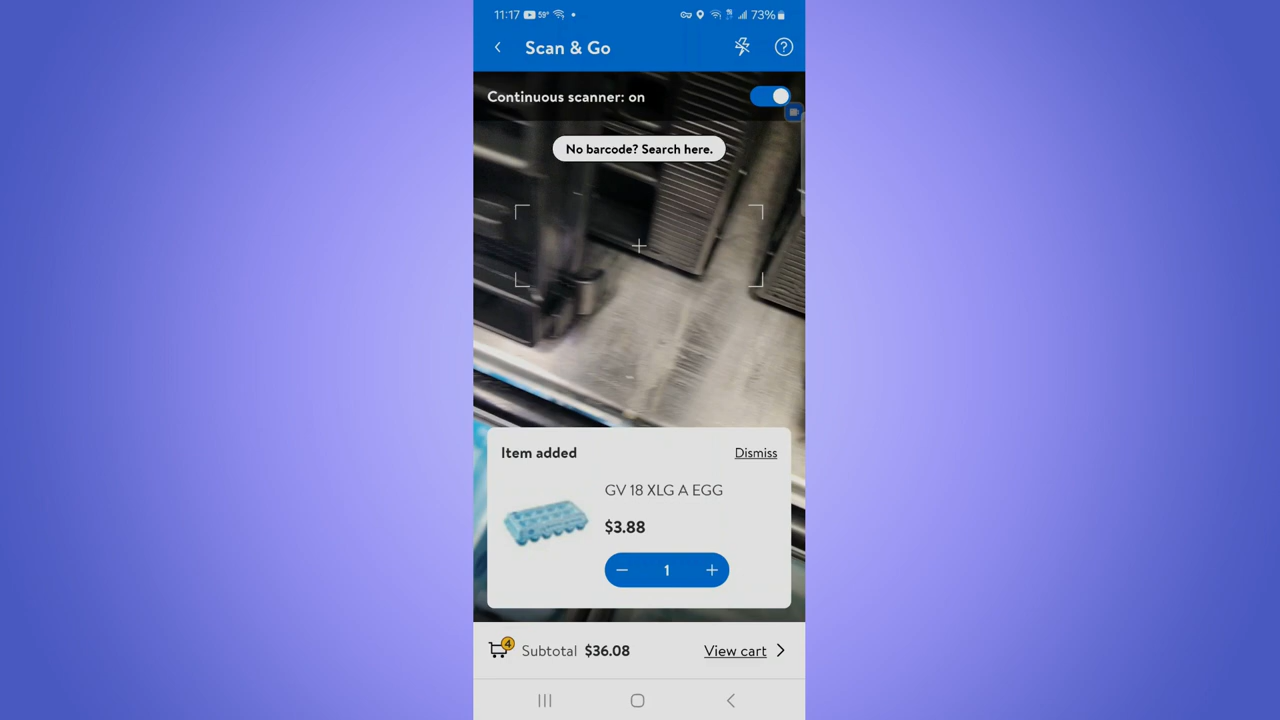 11:17 59° 73%
Scan & Go
Continuous scanner: on
No barcode? Search here.
Item added Dismiss
GV 18 XLG A EGG
$3.88
1
4
Subtotal $36.08 View cart